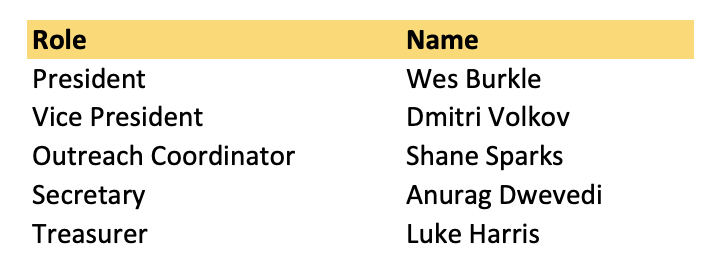 Role Name
President Wes Burkle
Vice President Dmitri Volkov
Outreach Coordinator Shane Sparks
Secretary Anurag Dwevedi
Treasurer Luke Harris